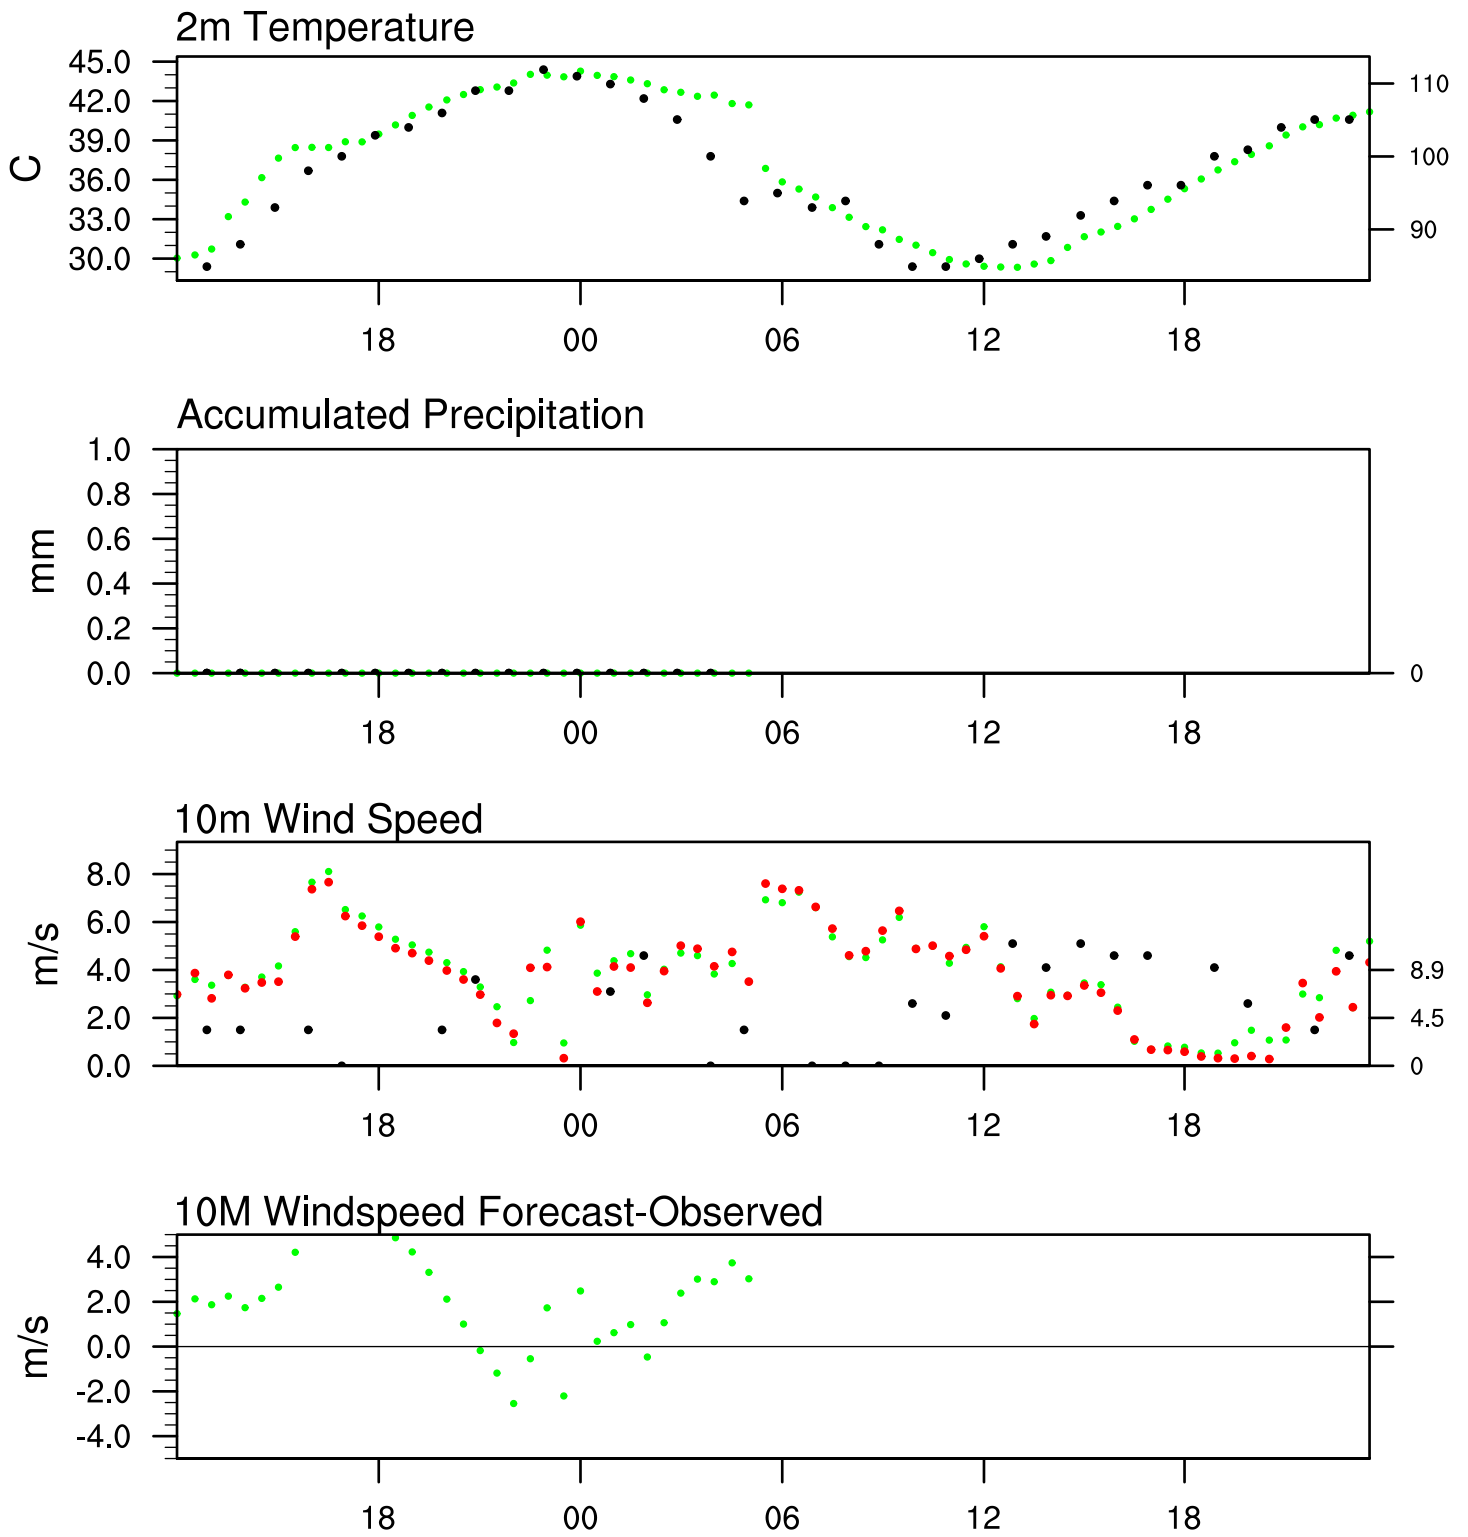 2m Temperature
45.0
42.0
39.0
36.0
33.0
30.0
C
110
100
90
18 00 06 12 18
Accumulated Precipitation
1.0
0.8
0.6
0.4
0.2
0.0
mm
0
18 00 06 12 18
10m Wind Speed
8.0
6.0
4.0
2.0
0.0
m/s
8.9
4.5
0
18 00 06 12 18
10M Windspeed Forecast-Observed
4.0
2.0
0.0
-2.0
-4.0
m/s
18 00 06 12 18